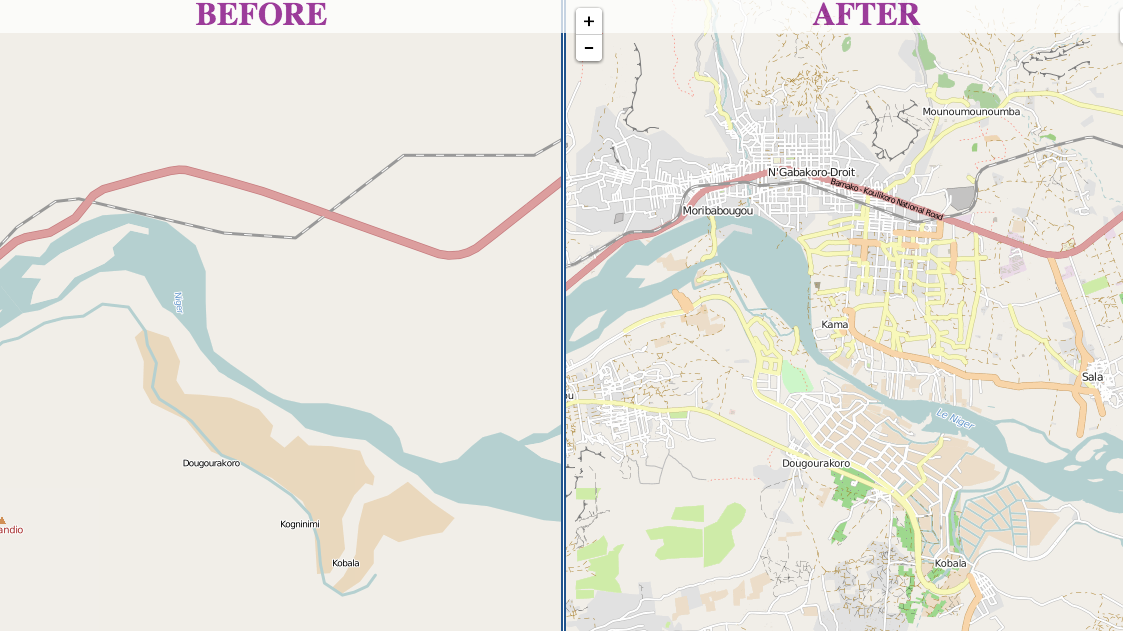 BEFORE
Niger
Dougourakoro
Kogninimi
Kobala
andio
AFTER
+
−
Mounoumounoumba
N'Gabakoro-Droit
Bamako - Koulikoro National Road
Moribabougou
Kama
Sala
ou
Le Niger
Dougourakoro
Kobala